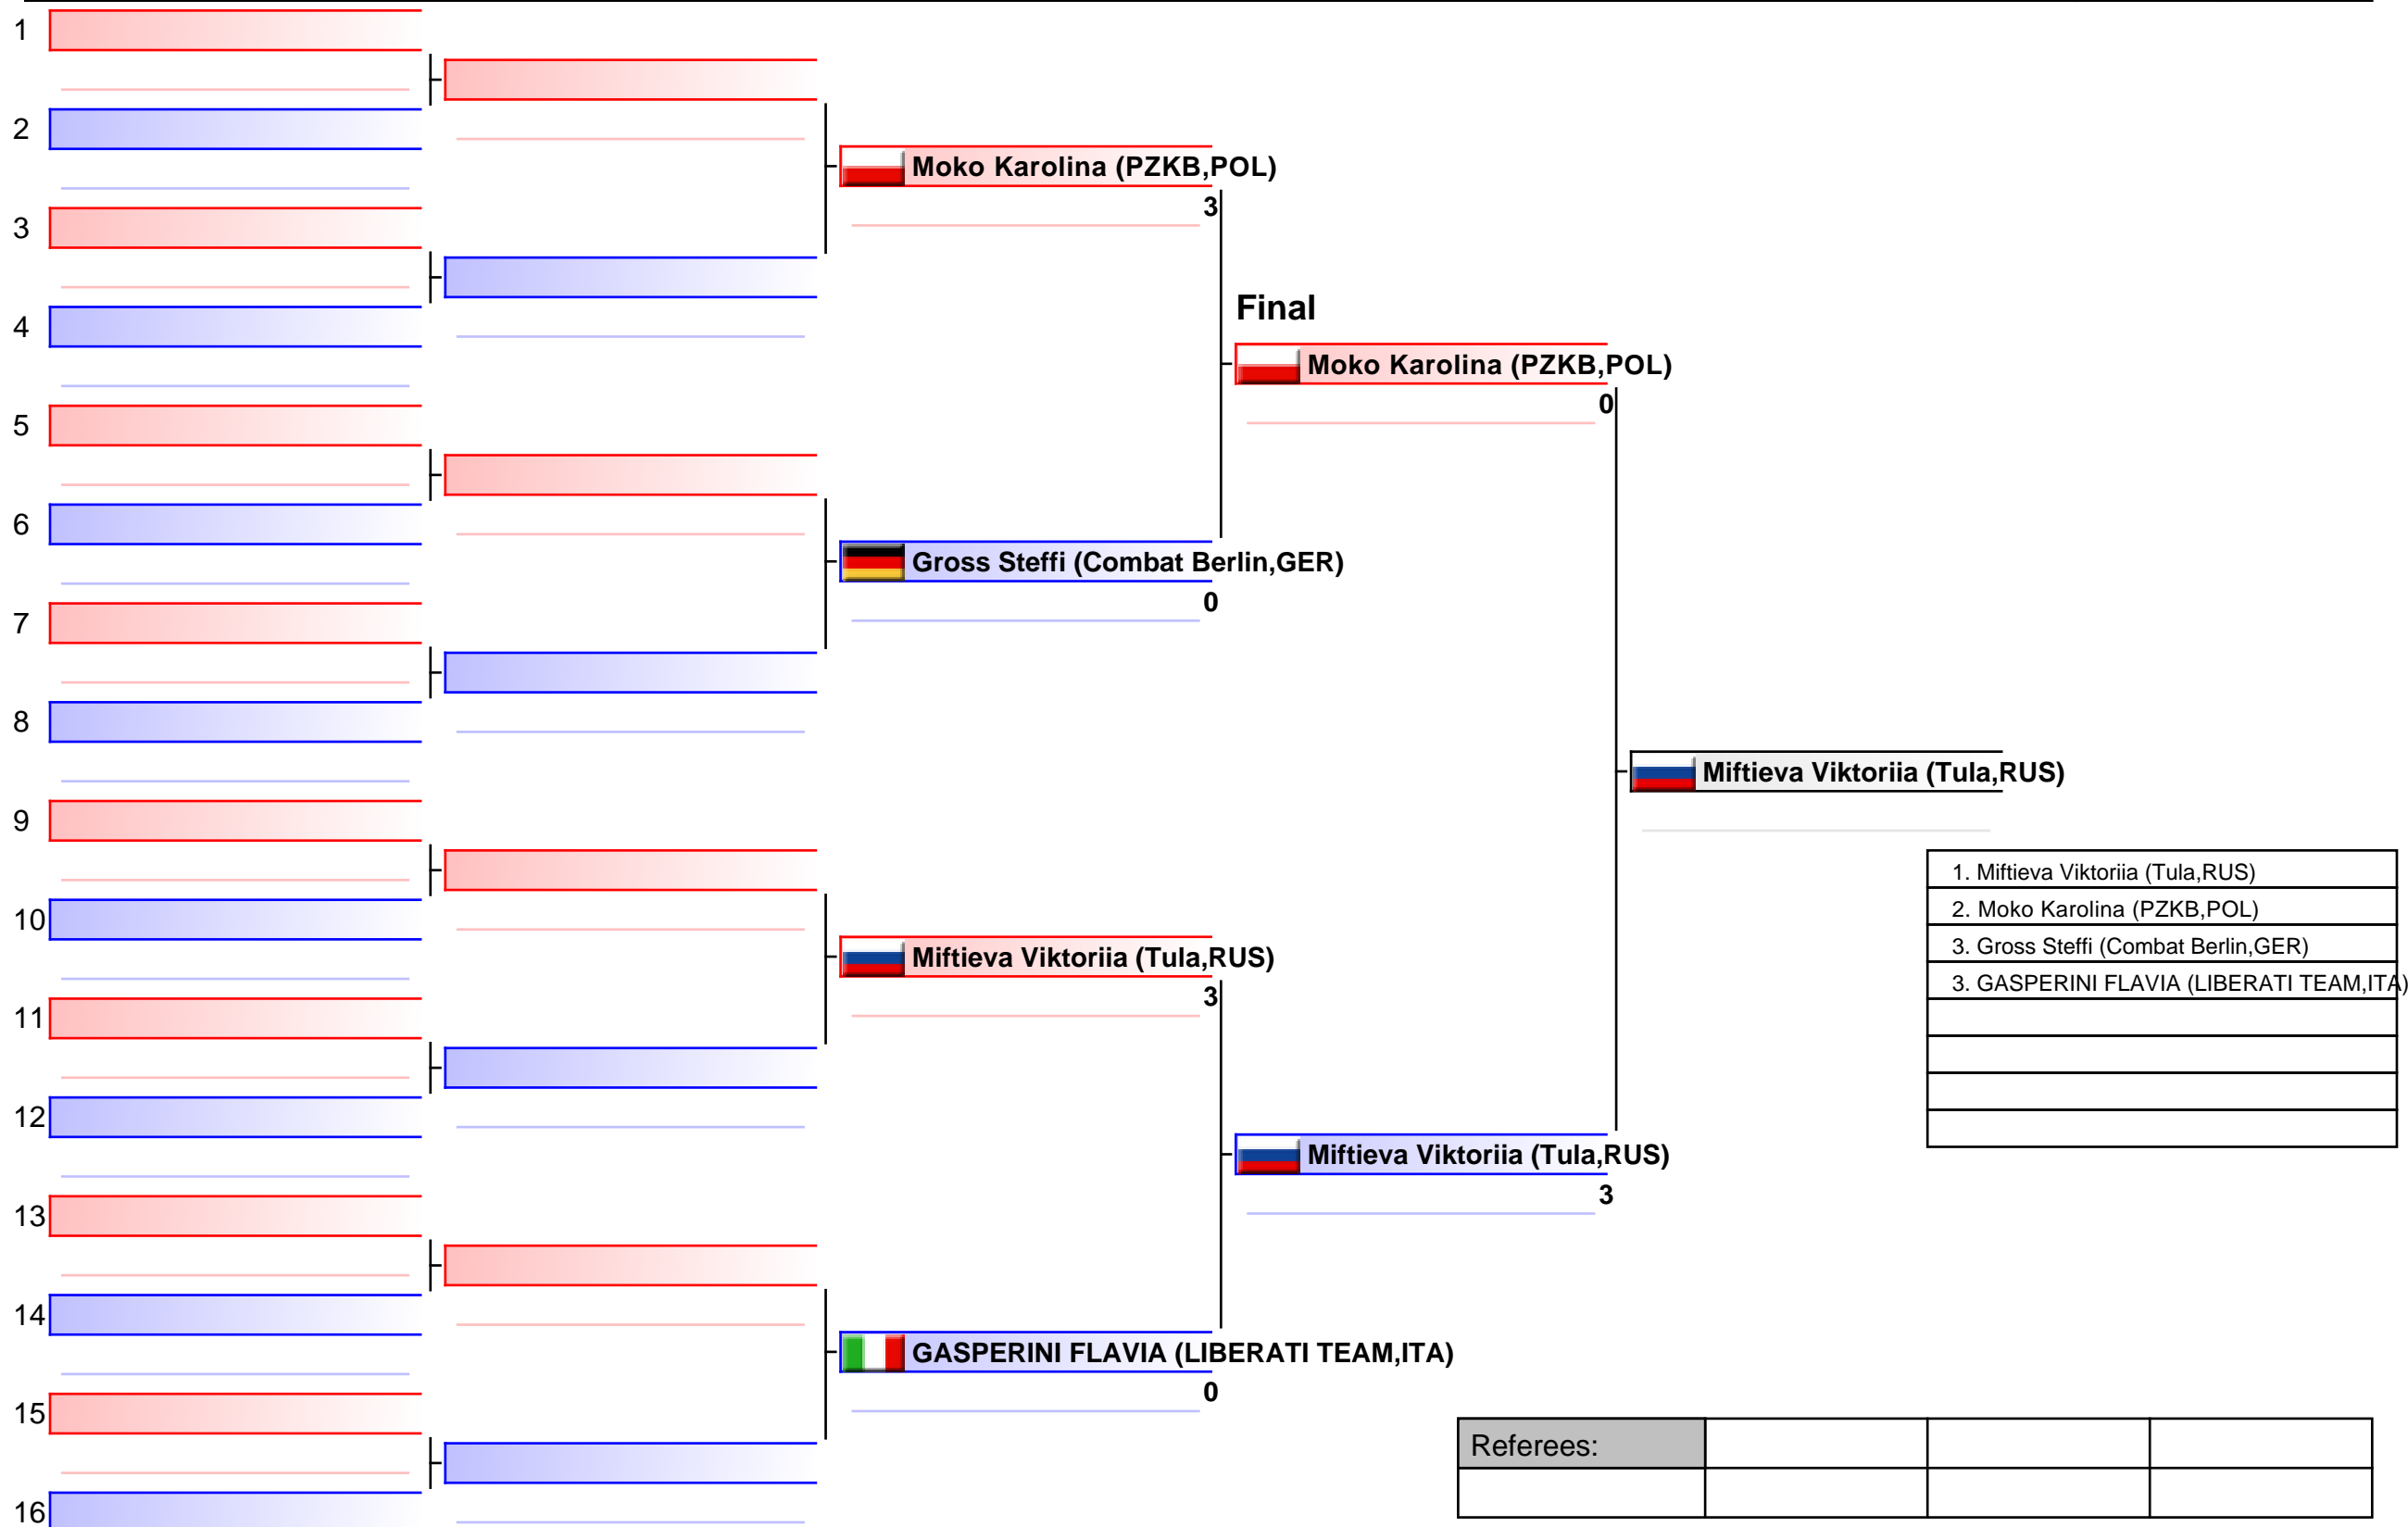 1
2
Moko Karolina (PZKB,POL)
3
3
4
Final
Moko Karolina (PZKB,POL)
0
5
6
Gross Steffi (Combat Berlin,GER)
0
7
8
Miftieva Viktoriia (Tula,RUS)
9
1. Miftieva Viktoriia (Tula,RUS)
2. Moko Karolina (PZKB,POL)
3. Gross Steffi (Combat Berlin,GER)
3. GASPERINI FLAVIA (LIBERATI TEAM,ITA)
10
Miftieva Viktoriia (Tula,RUS)
3
11
12
Miftieva Viktoriia (Tula,RUS)
3
13
14
GASPERINI FLAVIA (LIBERATI TEAM,ITA)
0
15
Referees:
16